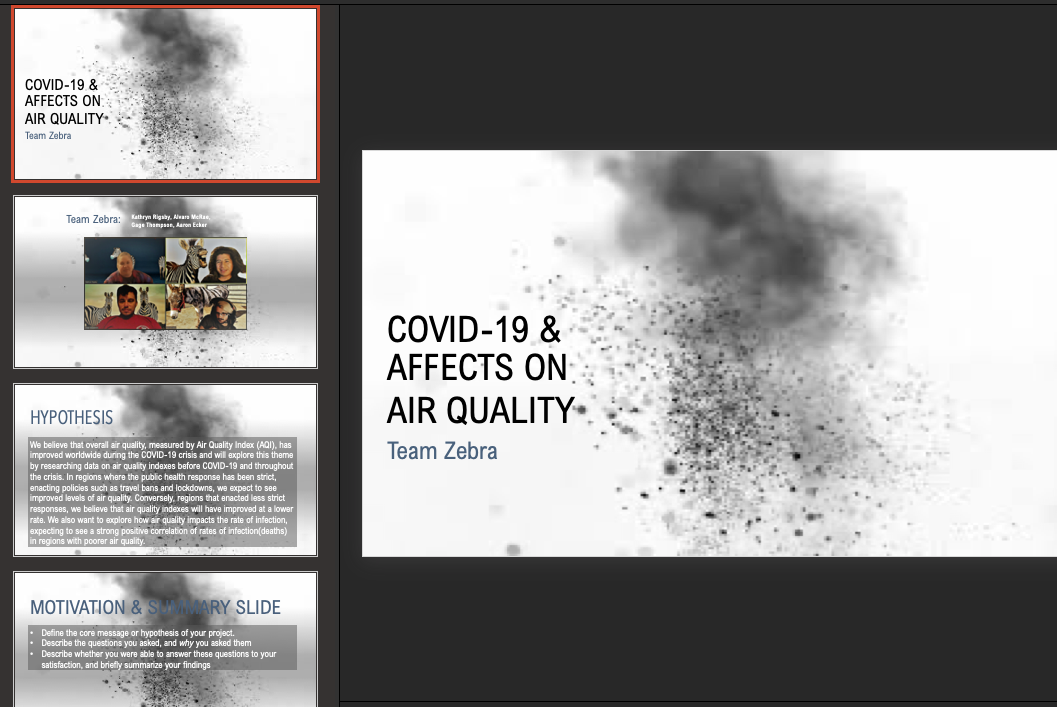 COVID-19 &
AFFECTS ON
AIR QUALITY
Team Zebra
Team Zebra:
Kathryn Rigsby, Alvaro McRae,
Gage Thompson, Aaron Ecker
HYPOTHESIS
We believe that overall air quality, measured by Air Quality Index (AQI), has
improved worldwide during the COVID-19 crisis and will explore this theme
by researching data on air quality indexes before COVID-19 and throughout
the crisis. In regions where the public health response has been strict,
enacting policies such as travel bans and lockdowns, we expect to see
improved levels of air quality. Conversely, regions that enacted less strict
responses, we believe that air quality indexes will have improved at a lower
rate. We also want to explore how air quality impacts the rate of infection,
expecting to see a strong positive correlation of rates of infection(deaths)
in regions with poorer air quality.
MOTIVATION & SUMMARY SLIDE
• Define the core message or hypothesis of your project.
• Describe the questions you asked, and why you asked them
• Describe whether you were able to answer these questions to your
satisfaction, and briefly summarize your findings
COVID-19 &
AFFECTS ON
AIR QUALITY
Team Zebra